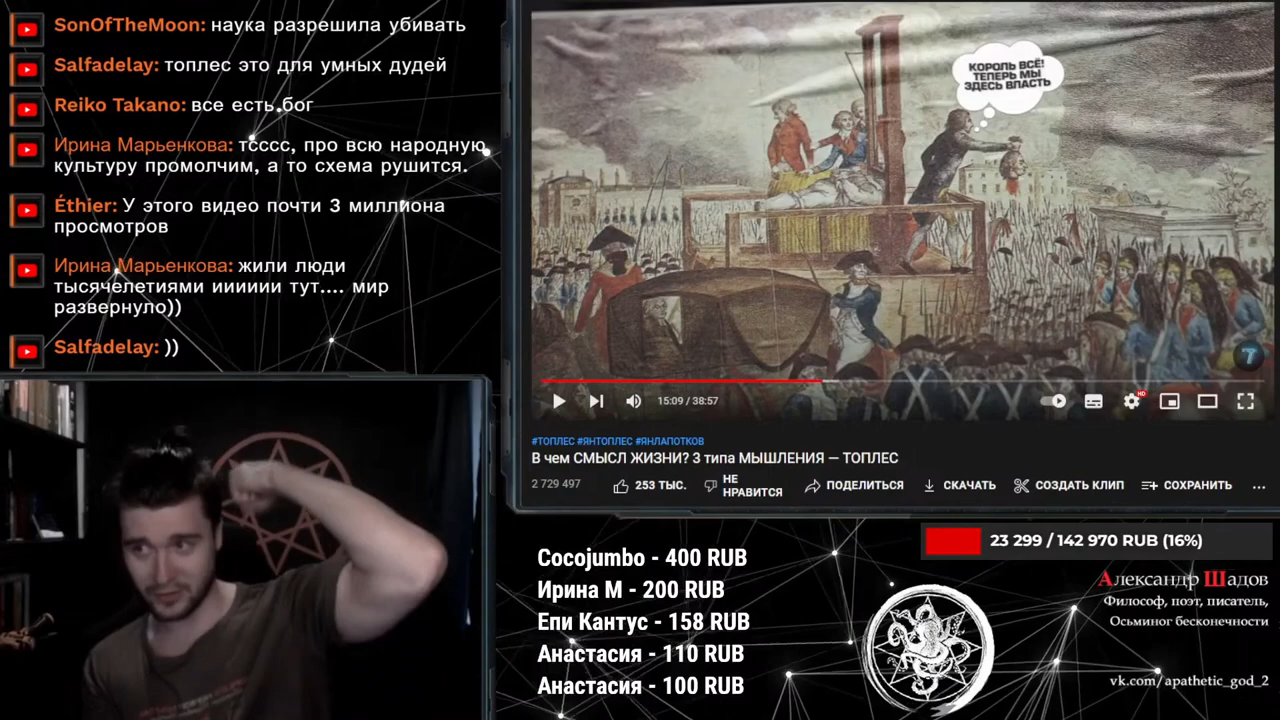 SonOfTheMoon: наука разрешила убивать
Salfadelay: топлес это для умных дудей
Reiko Takano: все есть бог
Ирина Марьенкова: тсссс, про всю народную
культуру промолчим, а то схема рушится.
Éthier: У этого видео почти 3 миллиона
просмотров
Ирина Марьенкова: жили люди
тысячелетиями ииииии тут.... мир
развернуло))
Salfadelay: ))
КОРОЛЬ ВСЁ!
ТЕПЕРЬ МЫ
ЗДЕСЬ ВЛАСТЬ
15:09 / 38:57
HD
#ТОПЛЕС #ЯНТОПЛЕС #ЯНЛАПОТКОВ
В чем СМЫСЛ ЖИЗНИ? 3 типа МЫШЛЕНИЯ — ТОПЛЕС
2 729 497
253 ТЫС.
НЕ
НРАВИТСЯ
ПОДЕЛИТЬСЯ
СКАЧАТЬ
СОЗДАТЬ КЛИП
СОХРАНИТЬ
...
23 299 / 142 970 RUB (16%)
Cocojumbo - 400 RUB
Ирина М - 200 RUB
Епи Кантус - 158 RUB
Анастасия - 110 RUB
Анастасия - 100 RUB
Александр Шадов
Философ, поэт, писатель,
Осьминог бесконечности
vk.com/apathetic_god_2